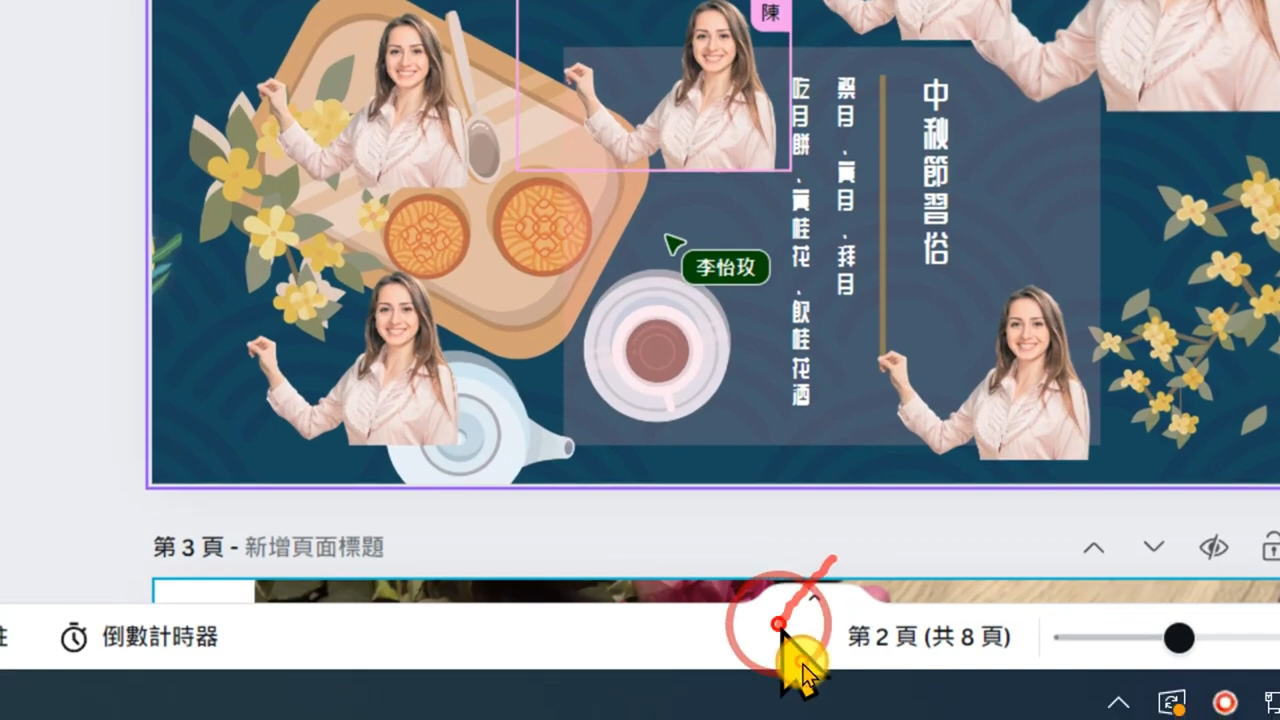 陳
中秋節習俗
祭月、賞月、拜月
吃月餅、賞桂花、飲桂花酒
李怡玫
第 3 頁 - 新增頁面標題
註
倒數計時器
第 2 頁 (共 8 頁)